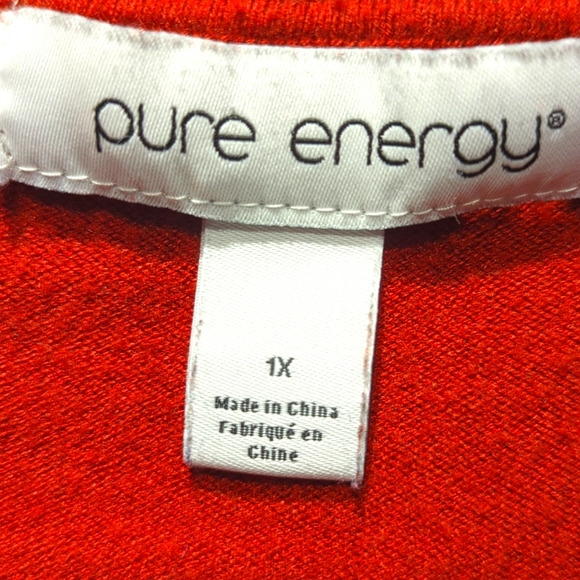 pure energy®
1X
Made in China
Fabriqué en
Chine